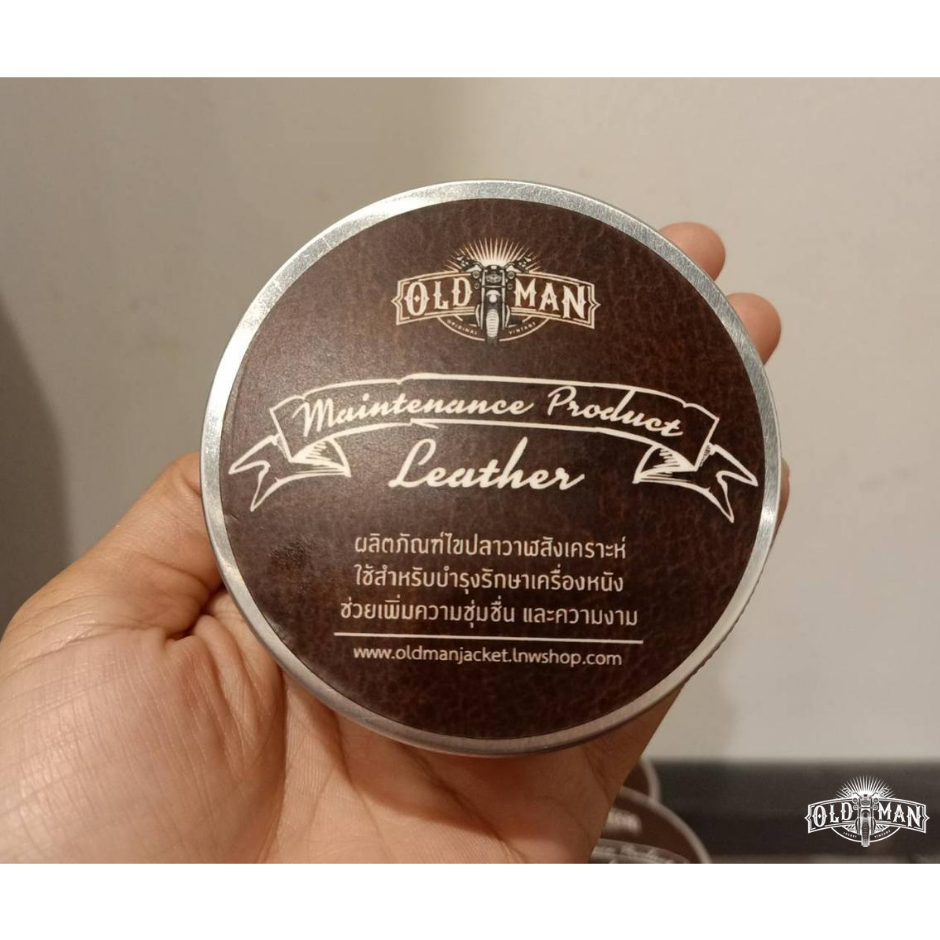 OLD MAN
ORIGINAL VINTAGE
Maintenance Product
Leather
ผลิตภัณฑ์ไขปลาวาฬสังเคราะห์
ใช้สำหรับบำรุงรักษาเครื่องหนัง
ช่วยเพิ่มความชุ่มชื่น และความงาม
www.oldmanjacket.lnwshop.com
OLD MAN